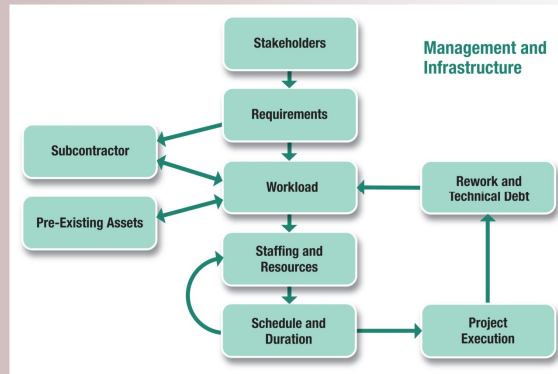 Management and
Infrastructure
Stakeholders
Requirements
Subcontractor
Workload
Rework and
Technical Debt
Pre-Existing Assets
Staffing and
Resources
Schedule and
Duration
Project
Execution